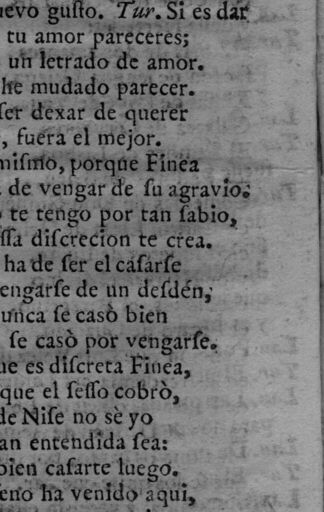 uevo guſto. Tur. Si es dar
tu amor pareceres;
un letrado de amor.
he mudado parecer.
ſer dexar de querer
, fuera el mejor.
miſmo, porque Finea
de vengar de ſu agravio:
te tengo por tan ſabio,
ſſa diſcrecion te crea.
ha de ſer el caſarſe
engarſe de un deſdén,
unca ſe casò bien
ſe casò por vengarſe.
ue es diſcreta Finea,
que el ſeſſo cobrò,
de Niſe no sè yo
an entendida ſea:
bien caſarte luego.
eno ha venido aqui,